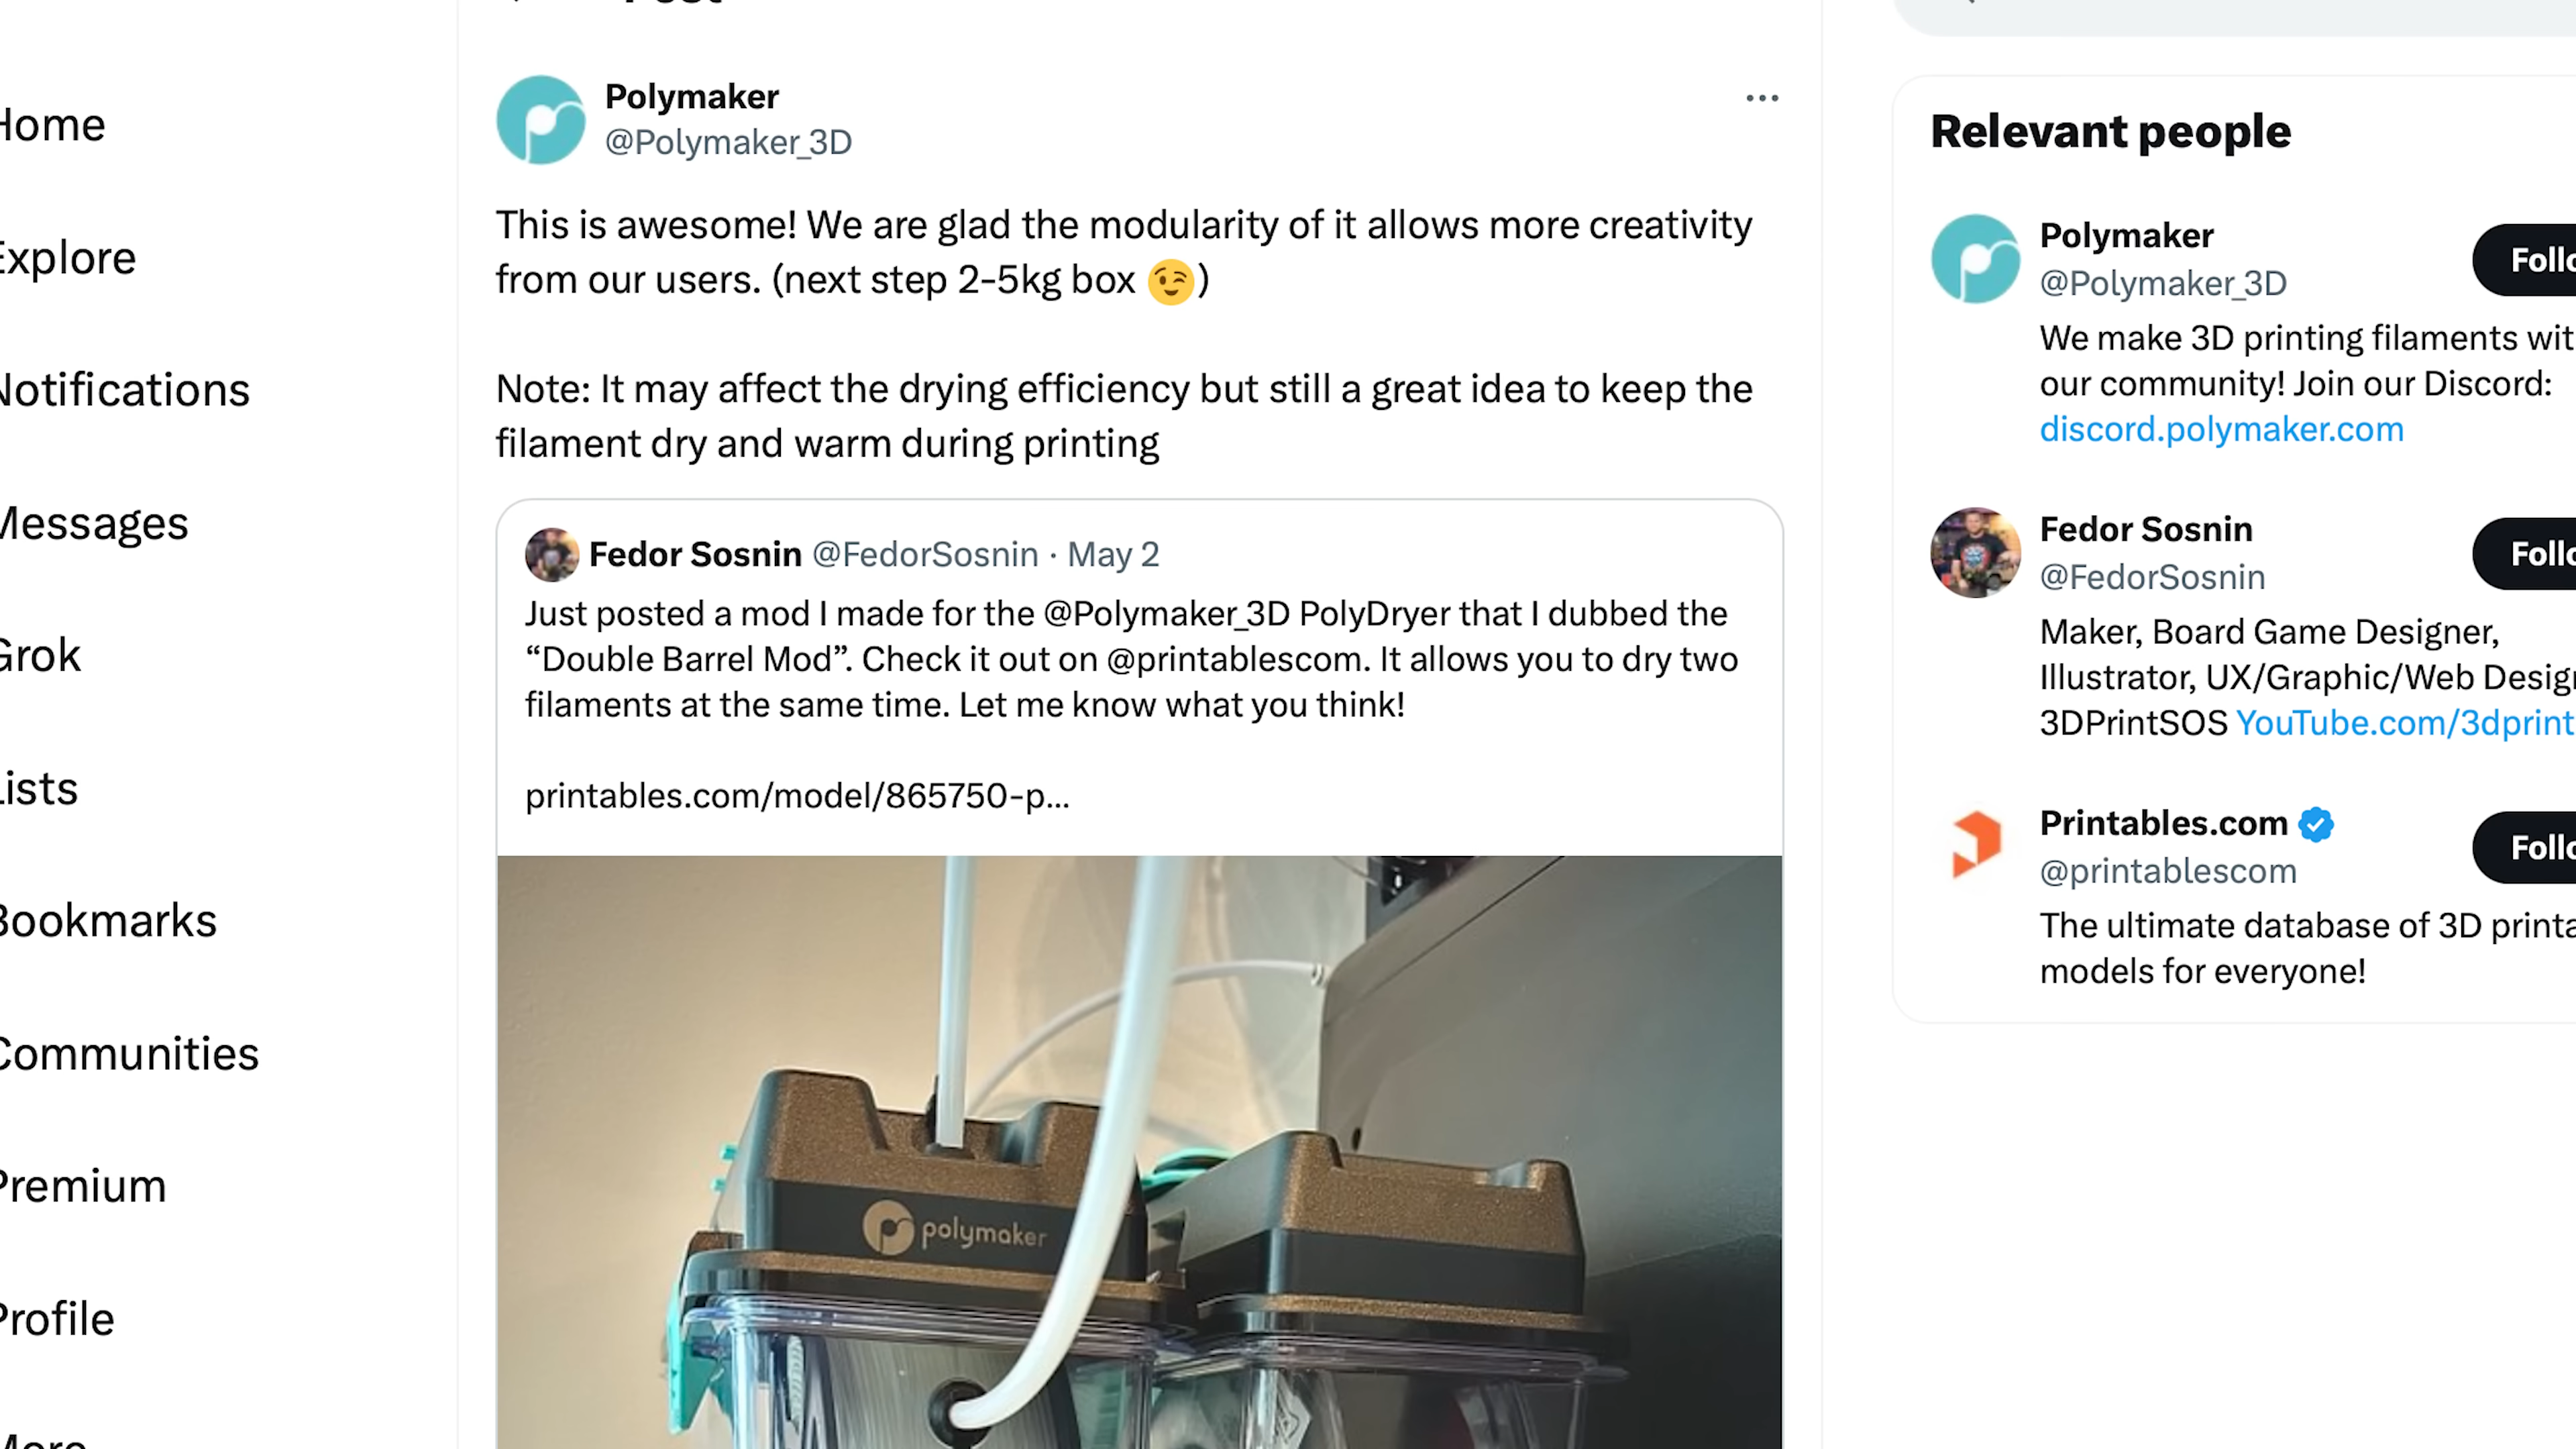 Post
Home
Explore
Notifications
Messages
Grok
Lists
Bookmarks
Communities
Premium
Profile
More
Polymaker
@Polymaker_3D
This is awesome! We are glad the modularity of it allows more creativity
from our users. (next step 2-5kg box 😉)
Note: It may affect the drying efficiency but still a great idea to keep the
filament dry and warm during printing
Fedor Sosnin @FedorSosnin · May 2
Just posted a mod I made for the @Polymaker_3D PolyDryer that I dubbed the
“Double Barrel Mod”. Check it out on @printablescom. It allows you to dry two
filaments at the same time. Let me know what you think!
printables.com/model/865750-p...
polymaker
Relevant people
Polymaker
@Polymaker_3D
Follo
We make 3D printing filaments wit
our community! Join our Discord:
discord.polymaker.com
Fedor Sosnin
@FedorSosnin
Follo
Maker, Board Game Designer,
Illustrator, UX/Graphic/Web Desig
3DPrintSOS YouTube.com/3dprint
Printables.com
@printablescom
Follo
The ultimate database of 3D printa
models for everyone!